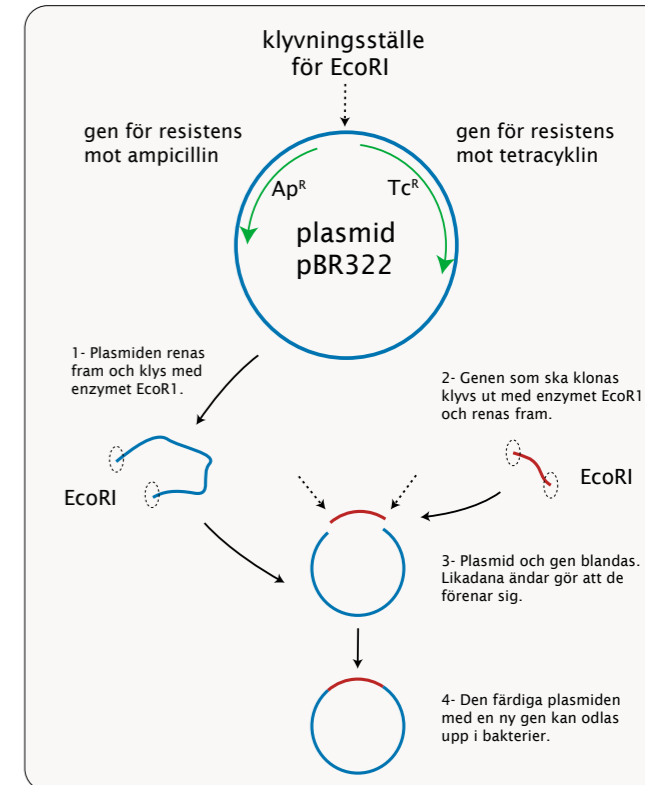 klyvningsställe
för EcoRI
gen för resistens
mot ampicillin
gen för resistens
mot tetracyklin
Ap^R
Tc^R
plasmid
pBR322
1- Plasmiden renas
fram och klys med
enzymet EcoR1.
2- Genen som ska klonas
klyvs ut med enzymet EcoR1
och renas fram.
EcoRI
EcoRI
3- Plasmid och gen blandas.
Likadana ändar gör att de
förenar sig.
4- Den färdiga plasmiden
med en ny gen kan odlas
upp i bakterier.